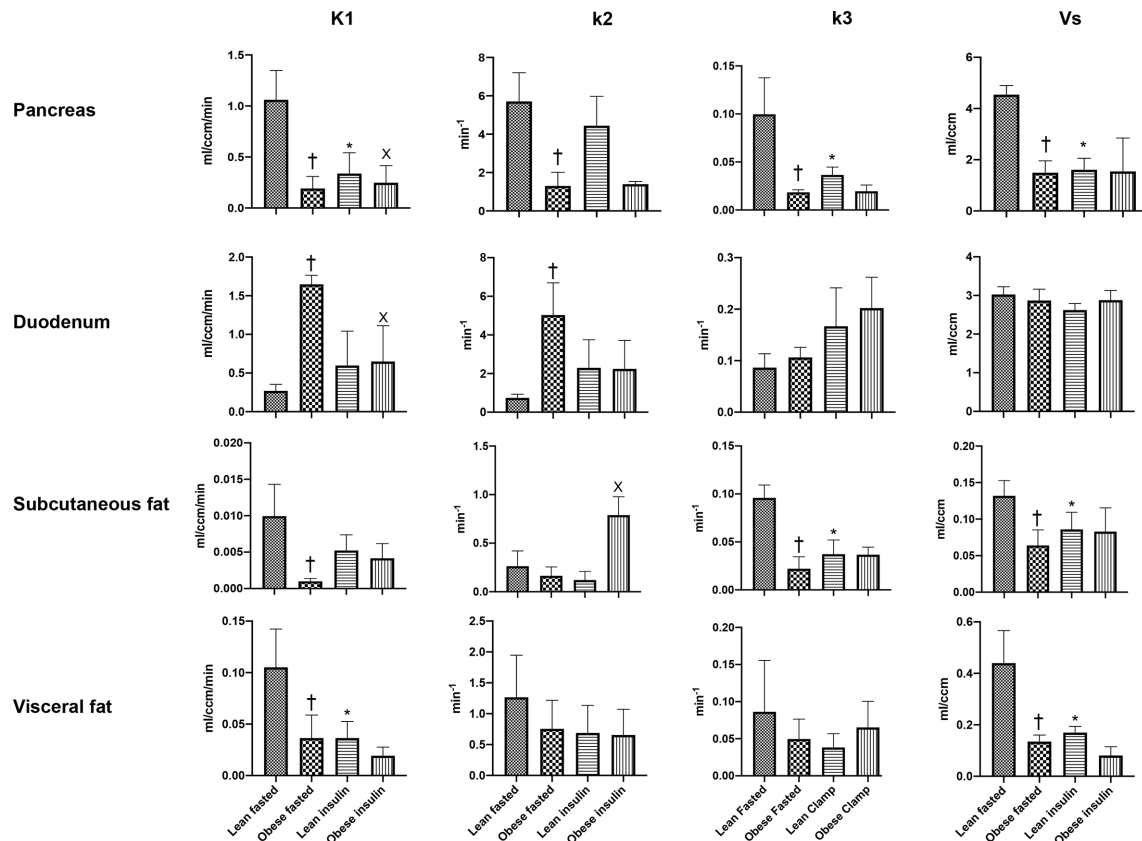 K1 k2 k3 Vs
Pancreas
ml/ccm/min
1.5
1.0
0.5
0.0
† * X
min-1
8
6
4
2
0
†
min-1
0.15
0.10
0.05
0.00
† *
ml/ccm
6
4
2
0
† *
Duodenum
ml/ccm/min
2.0
1.5
1.0
0.5
0.0
† X
min-1
8
6
4
2
0
†
min-1
0.3
0.2
0.1
0.0
ml/ccm
4
3
2
1
0
Subcutaneous fat
ml/ccm/min
0.020
0.015
0.010
0.005
0.000
†
min-1
1.5
1.0
0.5
0.0
X
min-1
0.15
0.10
0.05
0.00
† *
ml/ccm
0.20
0.15
0.10
0.05
0.00
† *
Visceral fat
ml/ccm/min
0.15
0.10
0.05
0.00
† *
min-1
2.5
2.0
1.5
1.0
0.5
0.0
min-1
0.20
0.15
0.10
0.05
0.00
ml/ccm
0.6
0.4
0.2
0.0
† *
Lean fasted
Obese fasted
Lean insulin
Obese insulin
Lean fasted
Obese fasted
Lean insulin
Obese insulin
Lean Fasted
Obese Fasted
Lean Clamp
Obese Clamp
Lean fasted
Obese fasted
Lean insulin
Obese insulin